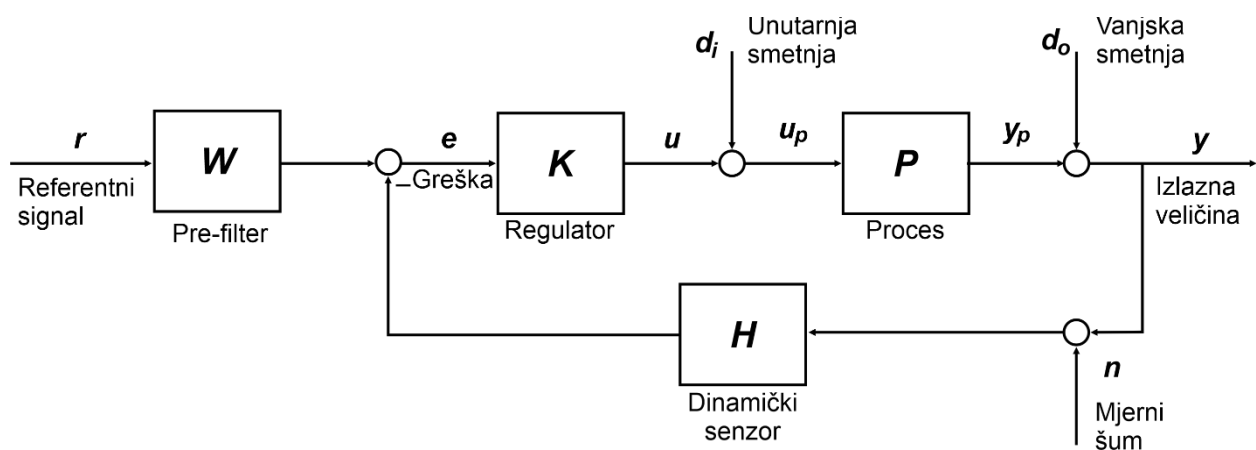 Unutarnja
smetnja
d_i
Vanjska
smetnja
d_o
r
W
e
K
u
u_p
P
y_p
y
Referentni
signal
Pre-filter
–Greška
Regulator
Proces
Izlazna
veličina
H
Dinamički
senzor
n
Mjerni
šum